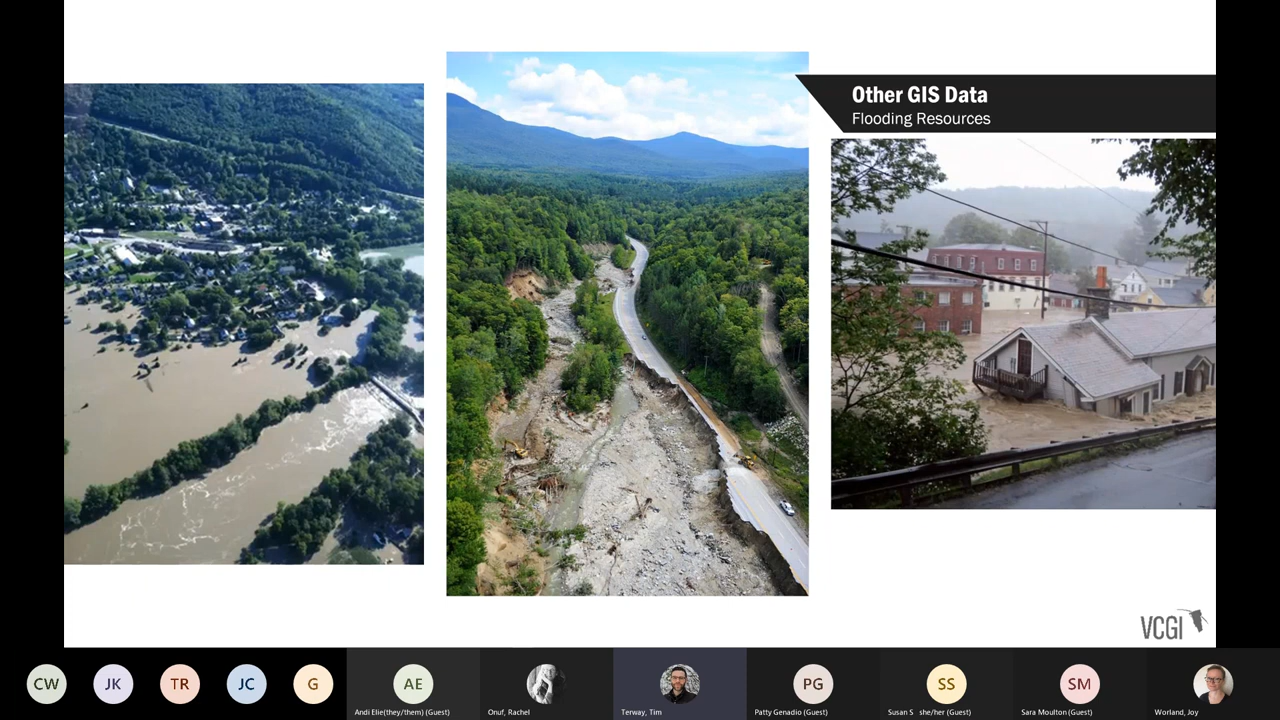 Other GIS Data
Flooding Resources
VCGI
CW
JK
TR
JC
G
AE
Andi Elie(they/them) (Guest)
Onuf, Rachel
Terway, Tim
PG
Patty Genadio (Guest)
SS
Susan S she/her (Guest)
SM
Sara Moulton (Guest)
Worland, Joy